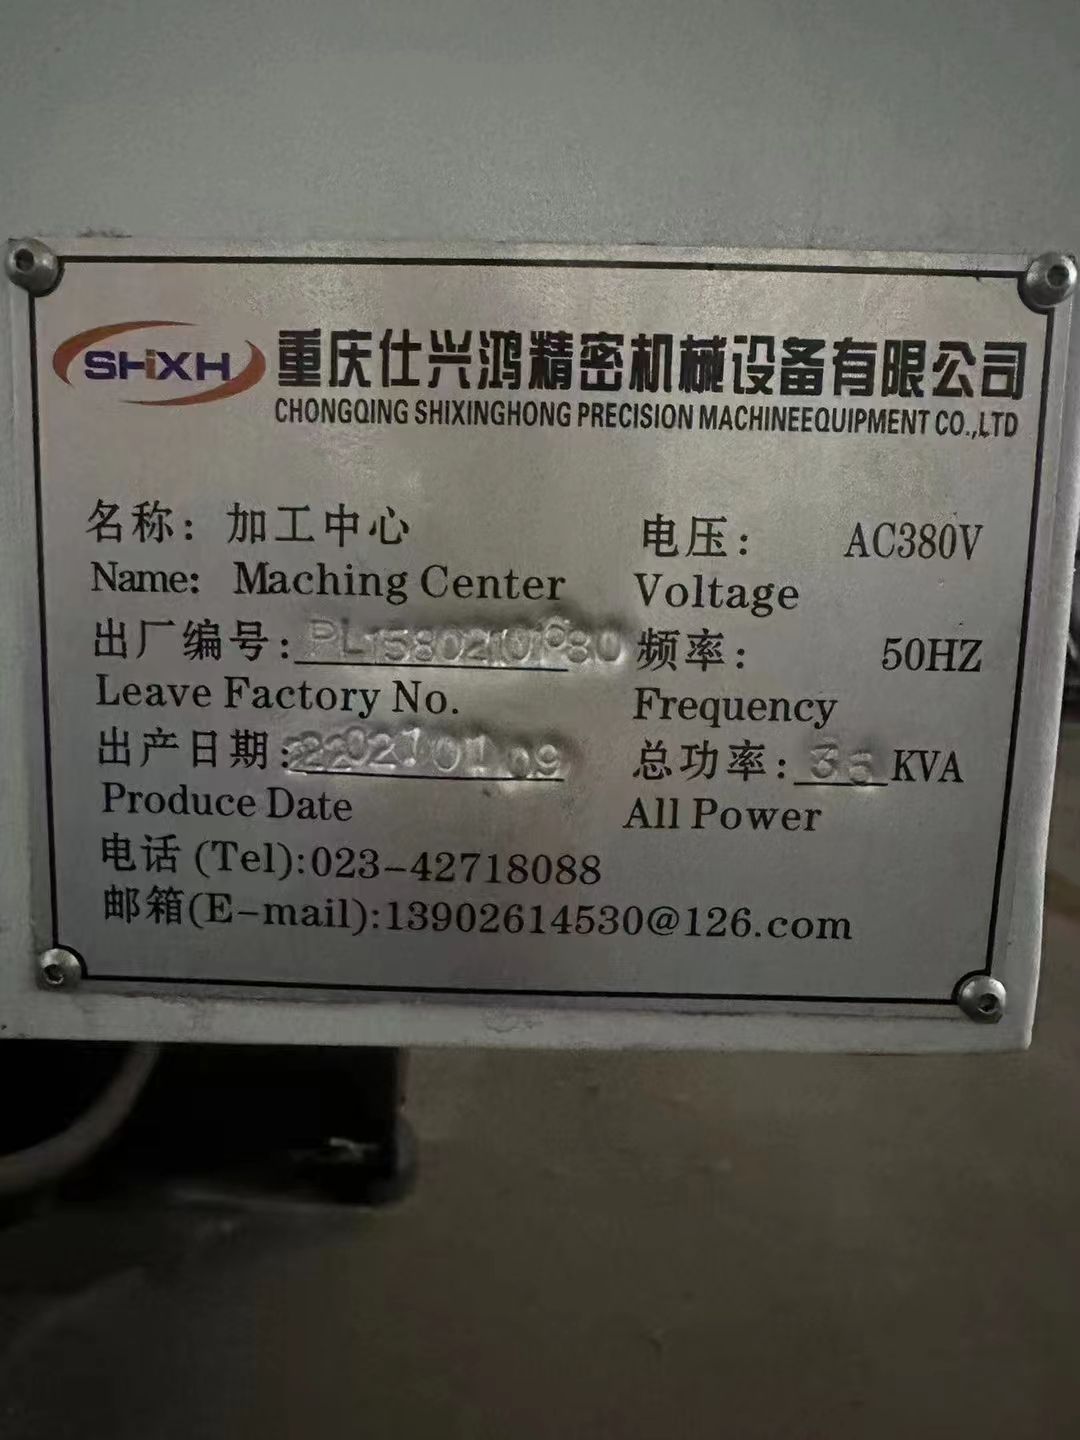 SHiXH 重庆仕兴鸿精密机械设备有限公司
CHONGQING SHIXINGHONG PRECISION MACHINEEQUIPMENT CO.,LTD
名称: 加工中心 电压: AC380V
Name: Maching Center Voltage
出厂编号: 频率: 50HZ
Leave Factory No. Frequency
出产日期: 总功率: 35 KVA
Produce Date All Power
电话 (Tel):023-42718088
邮箱(E-mail):13902614530@126.com